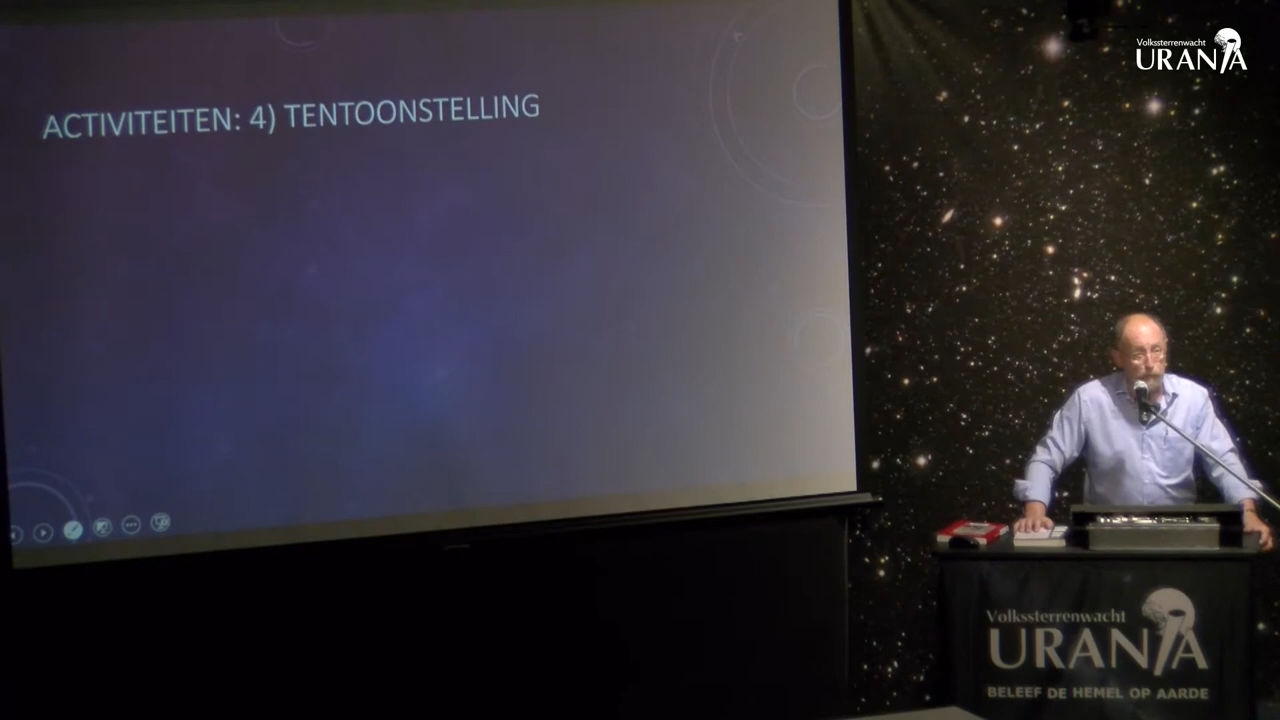 ACTIVITEITEN: 4) TENTOONSTELLING
Volkssterrenwacht
URANIA
Volkssterrenwacht
URANIA
BELEEF DE HEMEL OP AARDE